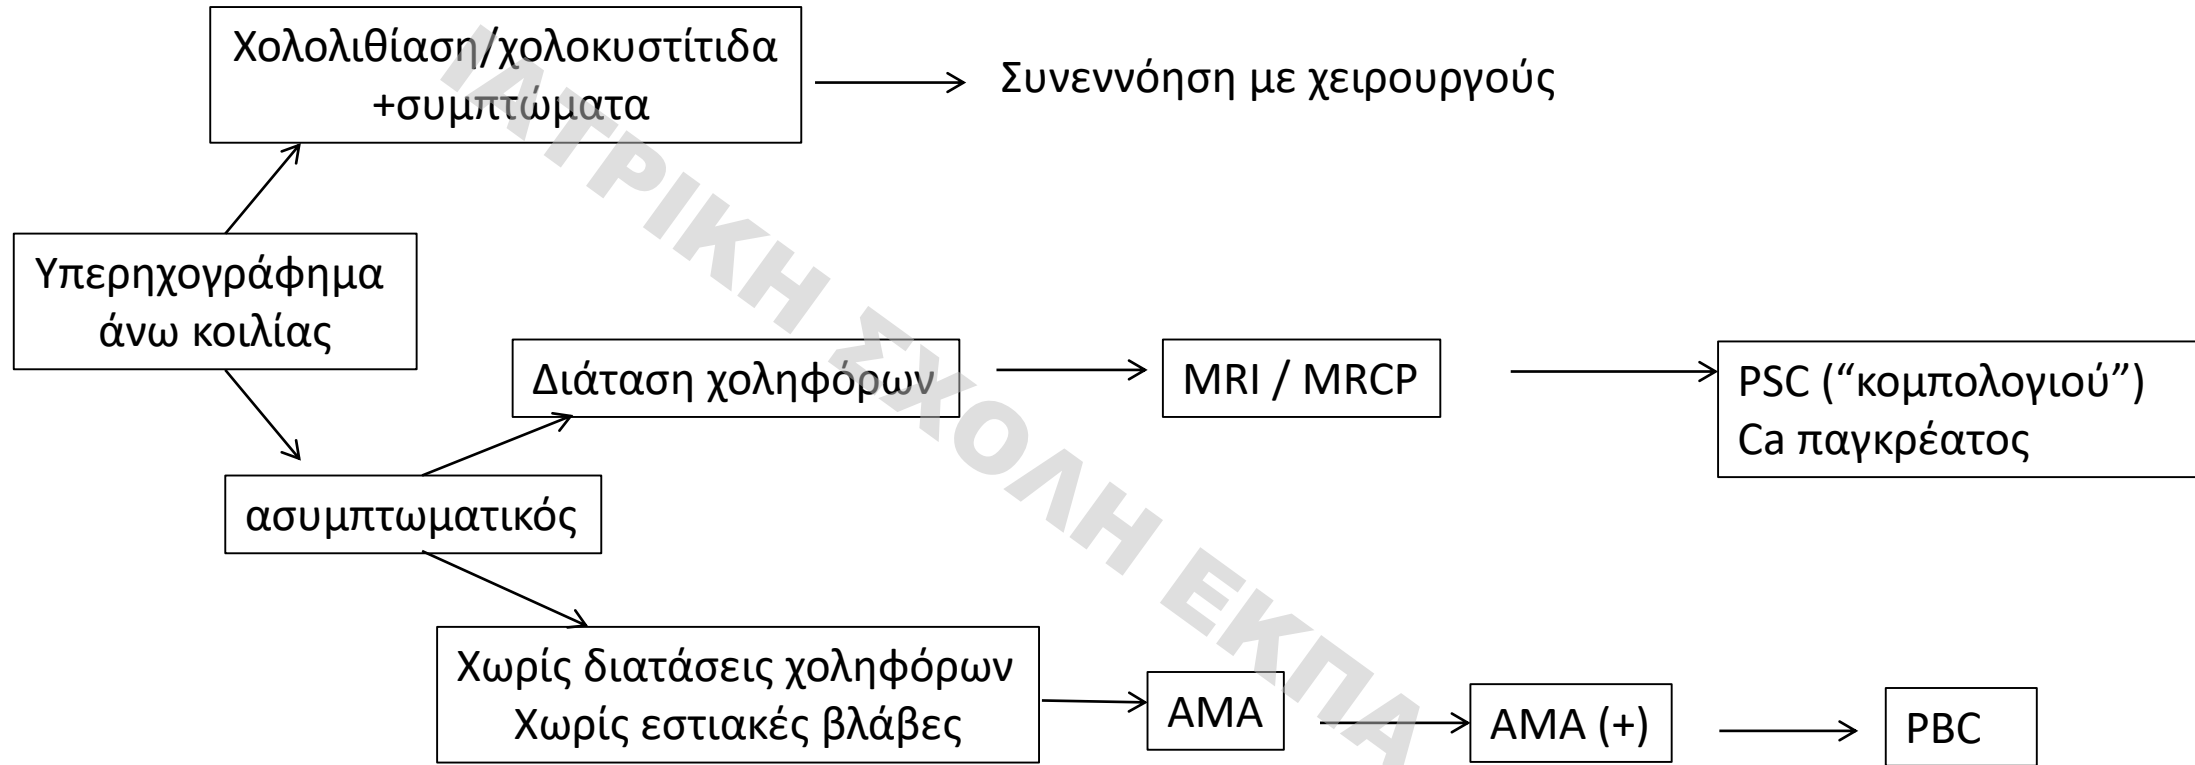 Χολολιθίαση/χολοκυστίτιδα
+συμπτώματα
Συνεννόηση με χειρουργούς
Υπερηχογράφημα
άνω κοιλίας
Διάταση χοληφόρων
MRI / MRCP
PSC (“κομπολογιού”)
Ca παγκρέατος
ασυμπτωματικός
Χωρίς διατάσεις χοληφόρων
Χωρίς εστιακές βλάβες
AMA
AMA (+)
PBC
ΙΑΤΡΙΚΗ ΣΧΟΛΗ ΕΚΠΑ